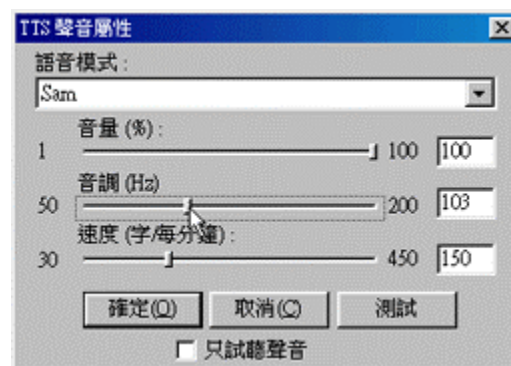 TTS 聲音屬性
語音模式 :
Sam
音量 (%) :
1 100 100
音調 (Hz)
50 200 103
速度 (字/每分鐘) :
30 450 150
確定(O) 取消(C) 測試
只試聽聲音